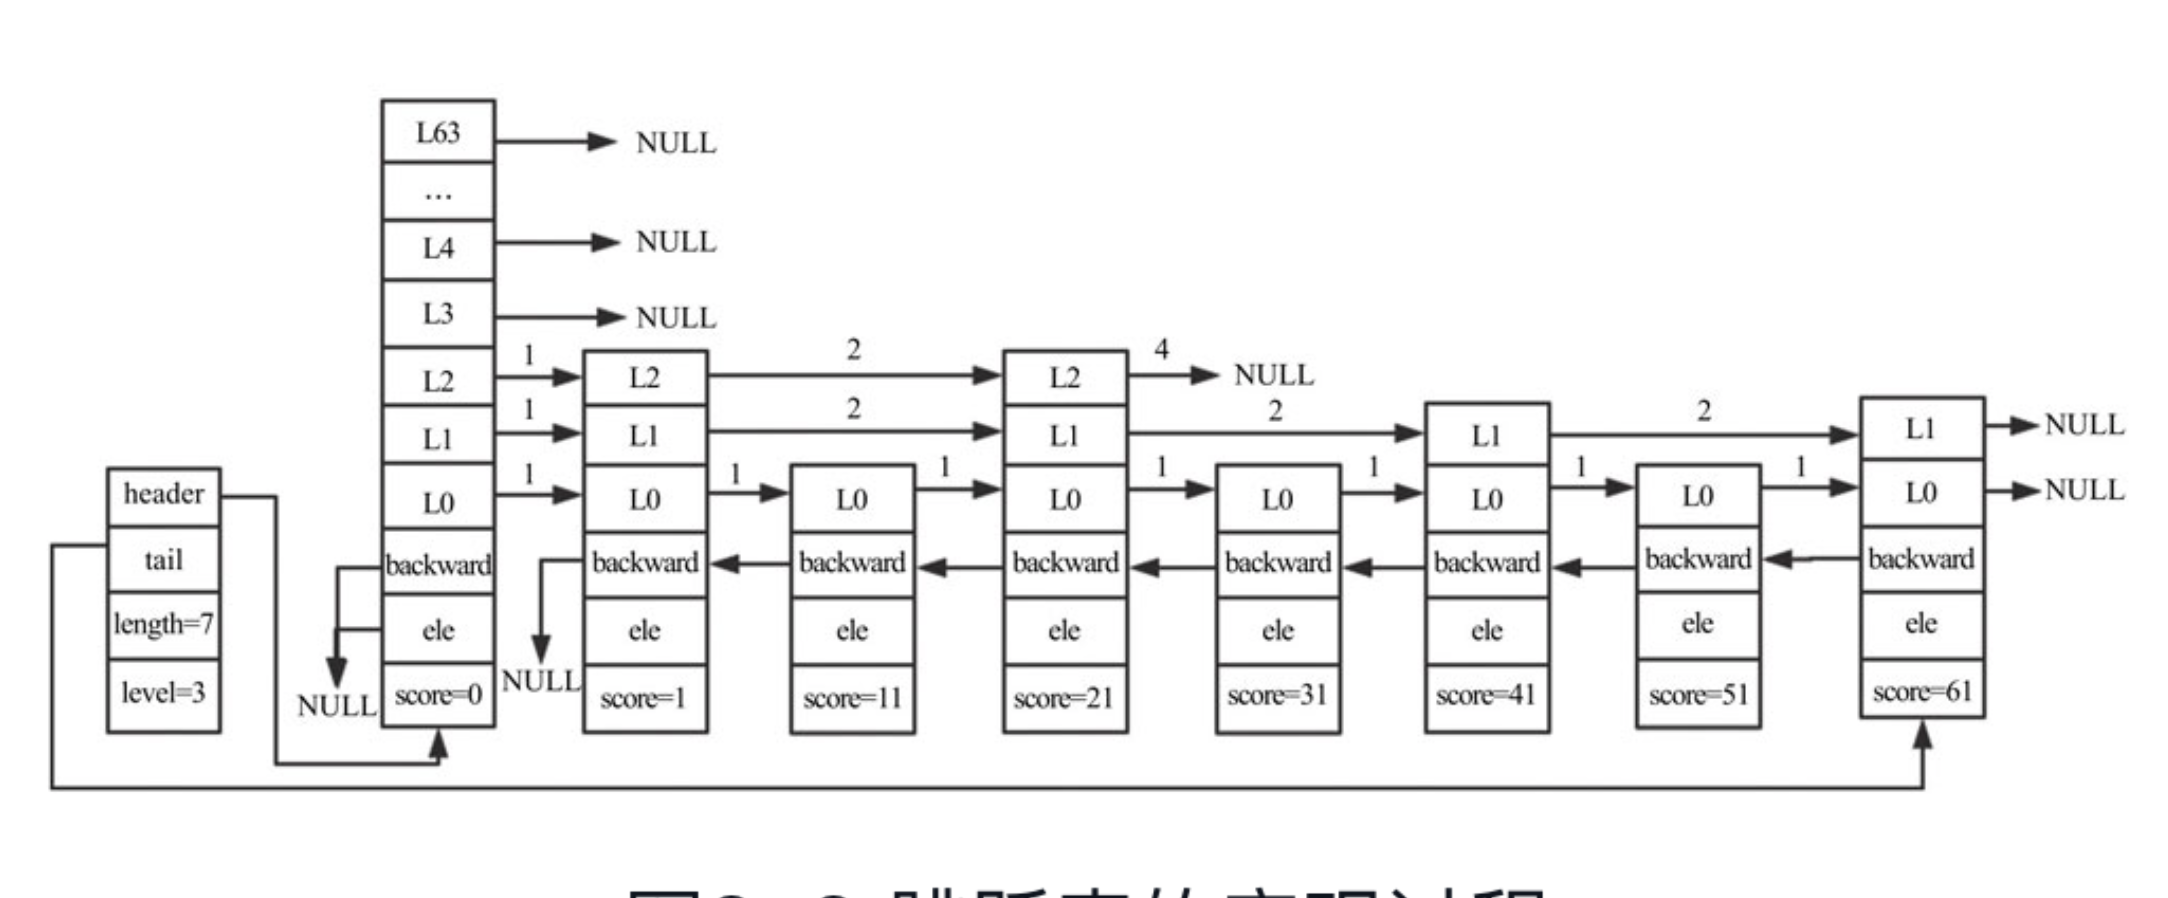 L63 NULL
...
L4 NULL
L3 NULL
L2 1 L2 2 L2 4 NULL
L1 1 L1 2 L1 2 L1 2 L1 NULL
header L0 1 L0 1 L0 1 L0 1 L0 1 L0 1 L0 1 L0 NULL
tail backward backward backward backward backward backward backward backward
length=7 ele ele ele ele ele ele ele ele
level=3 NULL score=0 NULL score=1 score=11 score=21 score=31 score=41 score=51 score=61